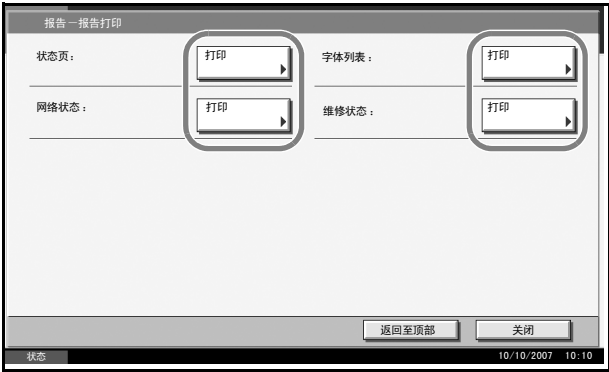 报告－报告打印
状态页： 打印 字体列表： 打印
网络状态： 打印 维修状态： 打印
返回至顶部 关闭
状态 10/10/2007 10:10